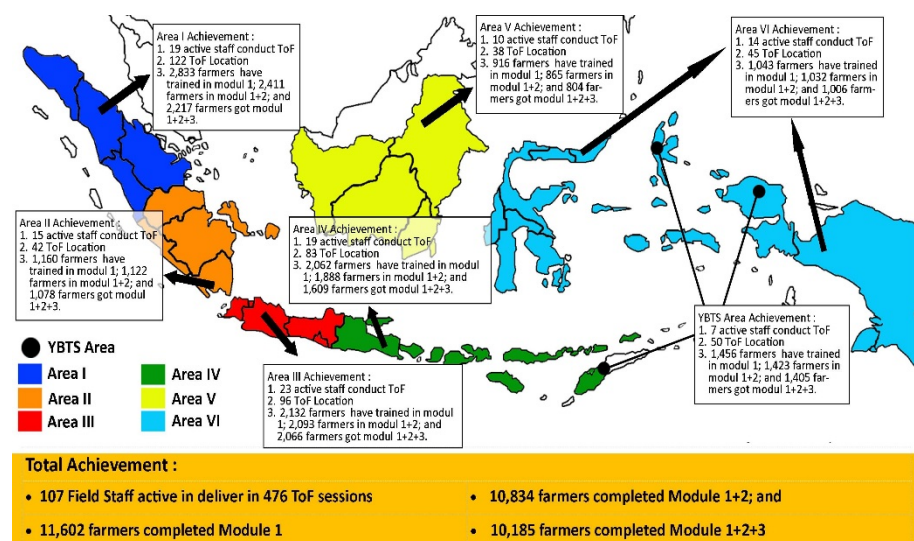 Area I Achievement :
1. 19 active staff conduct ToF
2. 122 ToF Location
3. 2,833 farmers have
trained in modul 1; 2,411
farmers in modul 1+2; and
2,217 farmers got modul
1+2+3.
Area V Achievement :
1. 10 active staff conduct ToF
2. 38 ToF Location
3. 916 farmers have trained
in modul 1; 865 farmers in
modul 1+2; and 804 far-
mers got modul 1+2+3.
Area VI Achievement :
1. 14 active staff conduct ToF
2. 45 ToF Location
3. 1,043 farmers have trained
in modul 1; 1,032 farmers in
modul 1+2; and 1,006 farm-
ers got modul 1+2+3.
Area II Achievement :
1. 15 active staff conduct ToF
2. 42 ToF Location
3. 1,160 farmers have
trained in modul 1; 1,122
farmers in modul 1+2; and
1,078 farmers got modul
1+2+3.
Area IV Achievement :
1. 19 active staff conduct ToF
2. 83 ToF Location
3. 2,062 farmers have trained in modul
1; 1,888 farmers in modul 1+2; and
1,609 farmers got modul 1+2+3.
YBTS Area Achievement :
1. 7 active staff conduct ToF
2. 50 ToF Location
3. 1,456 farmers have trained
in modul 1; 1,423 farmers in
modul 1+2; and 1,405 far-
mers got modul 1+2+3.
Area III Achievement :
1. 23 active staff conduct ToF
2. 96 ToF Location
3. 2,132 farmers have trained in modul
1; 2,093 farmers in modul 1+2; and
2,066 farmers got modul 1+2+3.
YBTS Area
Area I
Area II
Area III
Area IV
Area V
Area VI
Total Achievement :
• 107 Field Staff active in deliver in 476 ToF sessions
• 11,602 farmers completed Module 1
• 10,834 farmers completed Module 1+2; and
• 10,185 farmers completed Module 1+2+3